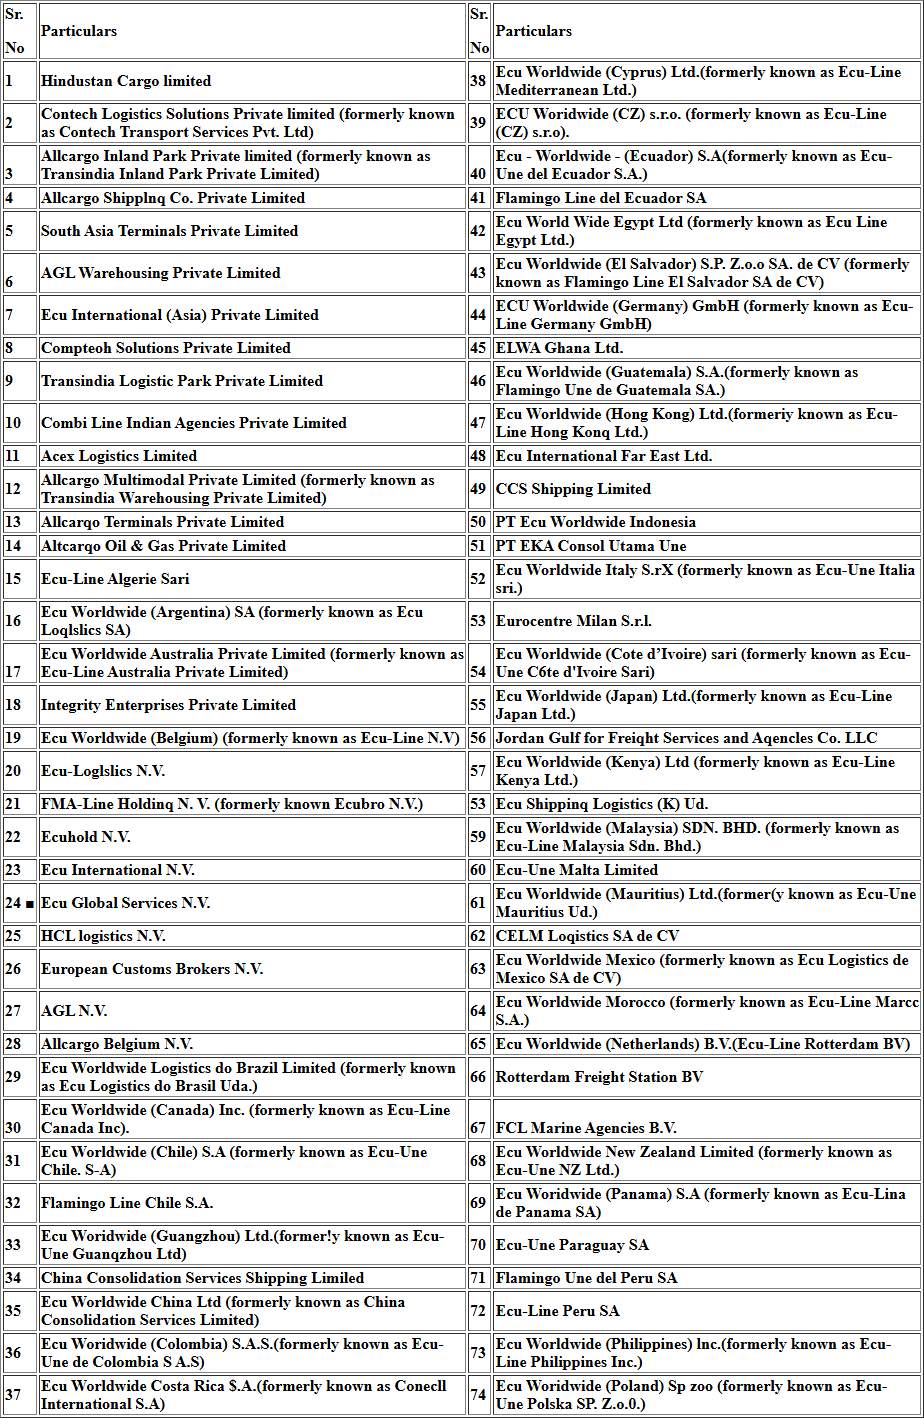 Sr. No Particulars Sr. No Particulars
1 Hindustan Cargo limited 38 Ecu Worldwide (Cyprus) Ltd.(formerly known as Ecu-Line
Mediterranean Ltd.)
2 Contech Logistics Solutions Private limited (formerly known
as Contech Transport Services Pvt. Ltd) 39 ECU Woridwide (CZ) s.r.o. (formerly known as Ecu-Line
(CZ) s.r.o).
3 Allcargo Inland Park Private limited (formerly known as
Transindia Inland Park Private Limited) 40 Ecu - Worldwide - (Ecuador) S.A(formerly known as Ecu-
Une del Ecuador S.A.)
4 Allcargo Shipplnq Co. Private Limited 41 Flamingo Line del Ecuador SA
5 South Asia Terminals Private Limited 42 Ecu World Wide Egypt Ltd (formerly known as Ecu Line
Egypt Ltd.)
6 AGL Warehousing Private Limited 43 Ecu Worldwide (El Salvador) S.P. Z.o.o SA. de CV (formerly
known as Flamingo Line El Salvador SA de CV)
7 Ecu International (Asia) Private Limited 44 ECU Worldwide (Germany) GmbH (formerly known as Ecu-
Line Germany GmbH)
8 Compteoh Solutions Private Limited 45 ELWA Ghana Ltd.
9 Transindia Logistic Park Private Limited 46 Ecu Worldwide (Guatemala) S.A.(formerly known as
Flamingo Une de Guatemala SA.)
10 Combi Line Indian Agencies Private Limited 47 Ecu Worldwide (Hong Kong) Ltd.(formeriy known as Ecu-
Line Hong Konq Ltd.)
11 Acex Logistics Limited 48 Ecu International Far East Ltd.
12 Allcargo Multimodal Private Limited (formerly known as
Transindia Warehousing Private Limited) 49 CCS Shipping Limited
13 Allcarqo Terminals Private Limited 50 PT Ecu Worldwide Indonesia
14 Altcarqo Oil & Gas Private Limited 51 PT EKA Consol Utama Une
15 Ecu-Line Algerie Sari 52 Ecu Worldwide Italy S.rX (formerly known as Ecu-Une Italia
sri.)
16 Ecu Worldwide (Argentina) SA (formerly known as Ecu
Loqlslics SA) 53 Eurocentre Milan S.r.l.
17 Ecu Worldwide Australia Private Limited (formerly known as
Ecu-Line Australia Private Limited) 54 Ecu Worldwide (Cote d’Ivoire) sari (formerly known as Ecu-
Une C6te d'Ivoire Sari)
18 Integrity Enterprises Private Limited 55 Ecu Worldwide (Japan) Ltd.(formerly known as Ecu-Line
Japan Ltd.)
19 Ecu Worldwide (Belgium) (formerly known as Ecu-Line N.V) 56 Jordan Gulf for Freiqht Services and Aqencles Co. LLC
20 Ecu-Loglslics N.V. 57 Ecu Worldwide (Kenya) Ltd (formerly known as Ecu-Line
Kenya Ltd.)
21 FMA-Line Holdinq N. V. (formerly known Ecubro N.V.) 53 Ecu Shippinq Logistics (K) Ud.
22 Ecuhold N.V. 59 Ecu Worldwide (Malaysia) SDN. BHD. (formerly known as
Ecu-Line Malaysia Sdn. Bhd.)
23 Ecu International N.V. 60 Ecu-Une Malta Limited
24 ■ Ecu Global Services N.V. 61 Ecu Worldwide (Mauritius) Ltd.(former(y known as Ecu-Une
Mauritius Ud.)
25 HCL logistics N.V. 62 CELM Loqistics SA de CV
26 European Customs Brokers N.V. 63 Ecu Worldwide Mexico (formerly known as Ecu Logistics de
Mexico SA de CV)
27 AGL N.V. 64 Ecu Worldwide Morocco (formerly known as Ecu-Line Marcc
S.A.)
28 Allcargo Belgium N.V. 65 Ecu Worldwide (Netherlands) B.V.(Ecu-Line Rotterdam BV)
29 Ecu Worldwide Logistics do Brazil Limited (formerly known
as Ecu Logistics do Brasil Uda.) 66 Rotterdam Freight Station BV
30 Ecu Worldwide (Canada) Inc. (formerly known as Ecu-Line
Canada Inc). 67 FCL Marine Agencies B.V.
31 Ecu Worldwide (Chile) S.A (formerly known as Ecu-Une
Chile. S-A) 68 Ecu Worldwide New Zealand Limited (formerly known as
Ecu-Une NZ Ltd.)
32 Flamingo Line Chile S.A. 69 Ecu Woridwide (Panama) S.A (formerly known as Ecu-Lina
de Panama SA)
33 Ecu Woridwide (Guangzhou) Ltd.(former!y known as Ecu-
Une Guanqzhou Ltd) 70 Ecu-Une Paraguay SA
34 China Consolidation Services Shipping Limiled 71 Flamingo Une del Peru SA
35 Ecu Worldwide China Ltd (formerly known as China
Consolidation Services Limited) 72 Ecu-Line Peru SA
36 Ecu Woridwide (Colombia) S.A.S.(formerly known as Ecu-
Une de Colombia S A.S) 73 Ecu Worldwide (Philippines) lnc.(formerly known as Ecu-
Line Philippines Inc.)
37 Ecu Worldwide Costa Rica $.A.(formerly known as Conecll
International S.A) 74 Ecu Woridwide (Poland) Sp zoo (formerly known as Ecu-
Une Polska SP. Z.o.0.)